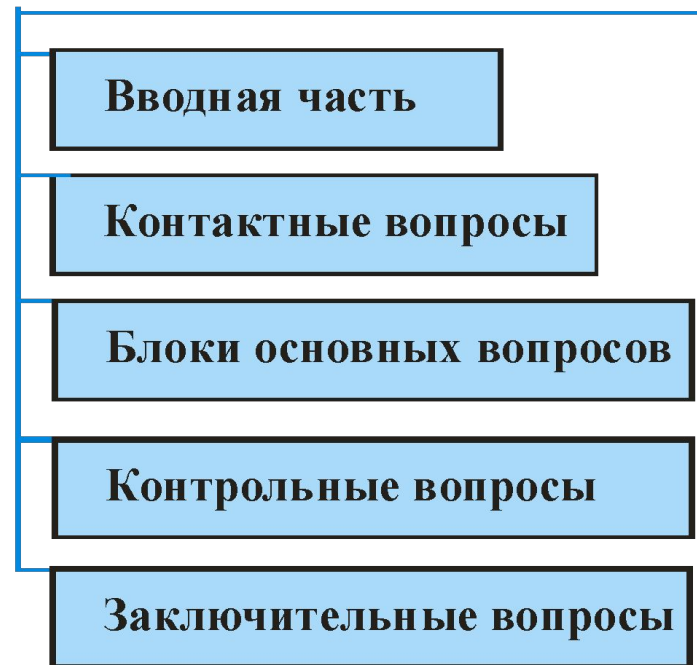 Вводная часть
Контактные вопросы
Блоки основных вопросов
Контрольные вопросы
Заключительные вопросы